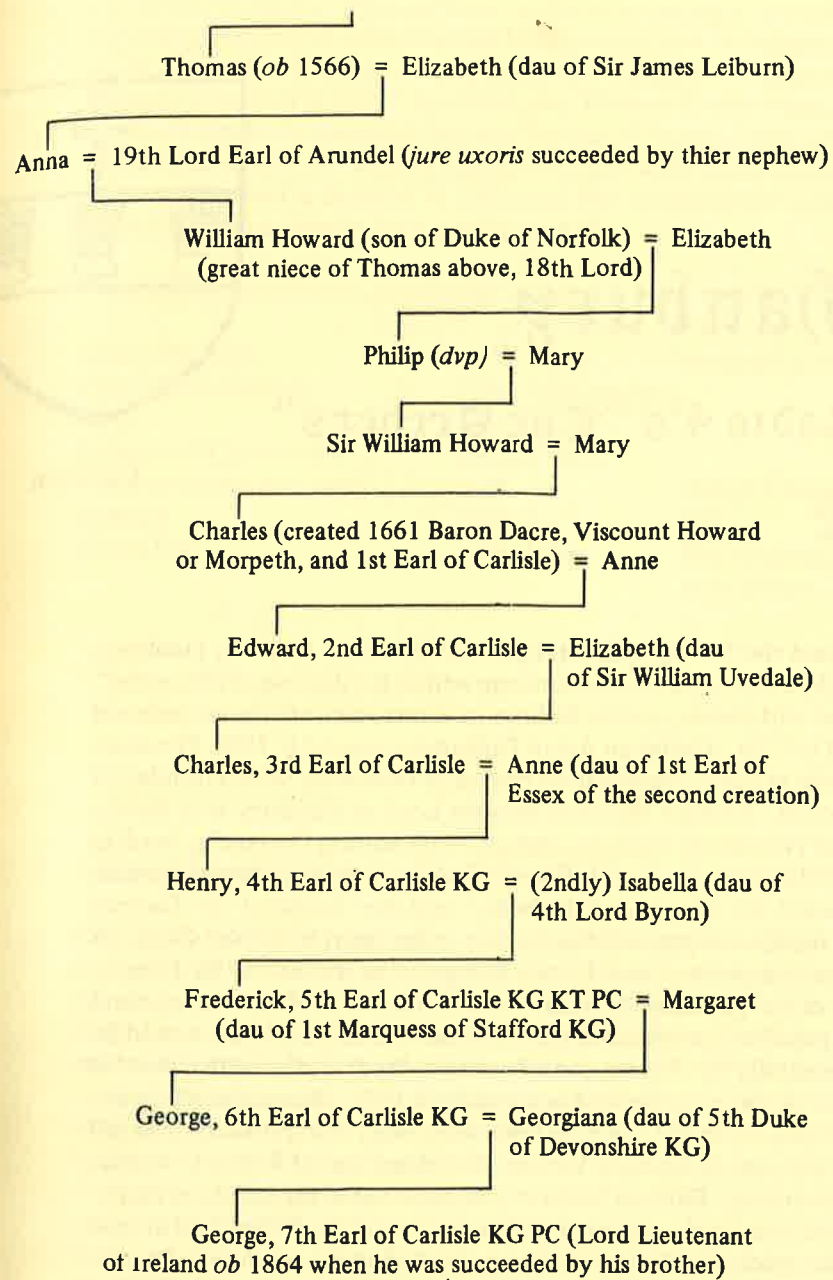 Thomas (ob 1566) = Elizabeth (dau of Sir James Leiburn)
Anna = 19th Lord Earl of Arundel (jure uxoris succeeded by thier nephew)
William Howard (son of Duke of Norfolk) = Elizabeth
(great niece of Thomas above, 18th Lord)
Philip (dvp) = Mary
Sir William Howard = Mary
Charles (created 1661 Baron Dacre, Viscount Howard
or Morpeth, and 1st Earl of Carlisle) = Anne
Edward, 2nd Earl of Carlisle = Elizabeth (dau
of Sir William Uvedale)
Charles, 3rd Earl of Carlisle = Anne (dau of 1st Earl of
Essex of the second creation)
Henry, 4th Earl of Carlisle KG = (2ndly) Isabella (dau of
4th Lord Byron)
Frederick, 5th Earl of Carlisle KG KT PC = Margaret
(dau of 1st Marquess of Stafford KG)
George, 6th Earl of Carlisle KG = Georgiana (dau of 5th Duke
of Devonshire KG)
George, 7th Earl of Carlisle KG PC (Lord Lieutenant
of Ireland ob 1864 when he was succeeded by his brother)